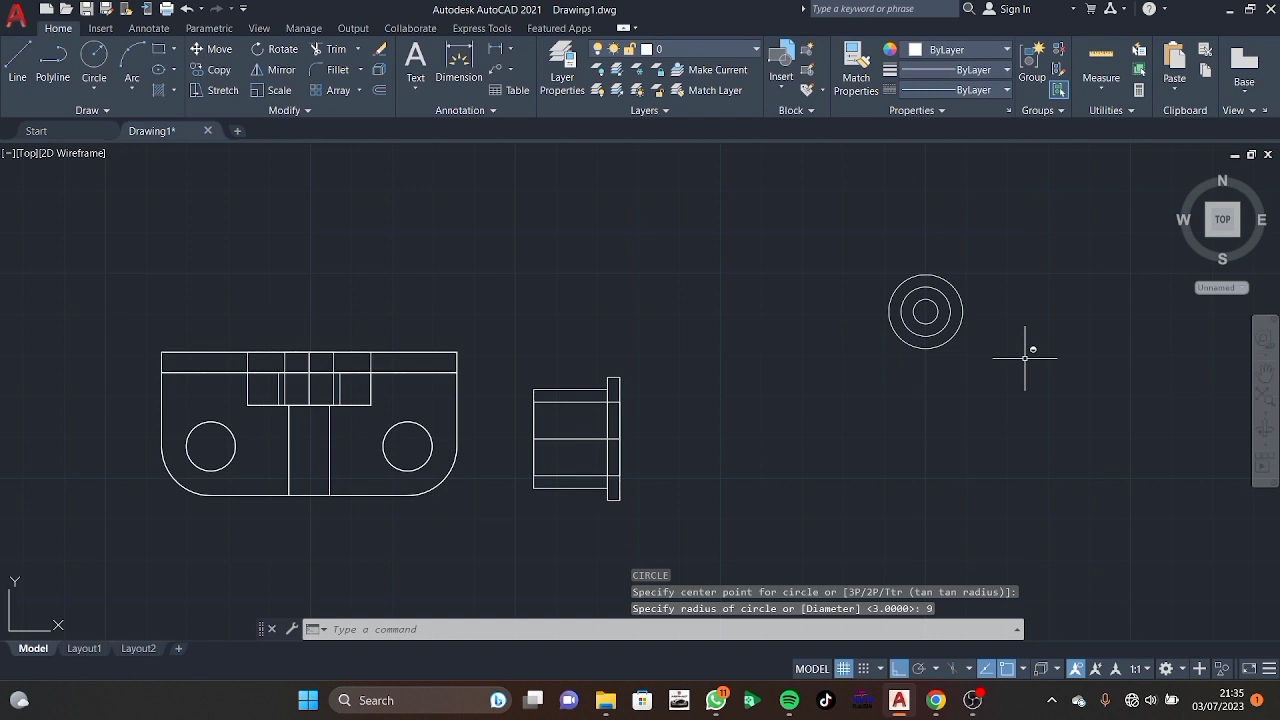 Autodesk AutoCAD 2021 Drawing1.dwg
Type a keyword or phrase
Sign In
Home Insert Annotate Parametric View Manage Output Collaborate Express Tools Featured Apps
Line Polyline Circle Arc
Move Rotate Trim
Copy Mirror Fillet
Stretch Scale Array
Text Dimension Table
Layer Properties
0
Make Current
Match Layer
Insert
Match Properties
ByLayer
ByLayer
ByLayer
Group
Measure
Paste
Base
Draw Modify Annotation Layers Block Properties Groups Utilities Clipboard View
Start Drawing1*
[−][Top][2D Wireframe]
N
W TOP E
S
Unnamed
Y
X
CIRCLE
Specify center point for circle or [3P/2P/Ttr (tan tan radius)]:
Specify radius of circle or [Diameter] <3.0000>: 9
Type a command
Model Layout1 Layout2
MODEL 1:1
Search
11
21:35
03/07/2023
1